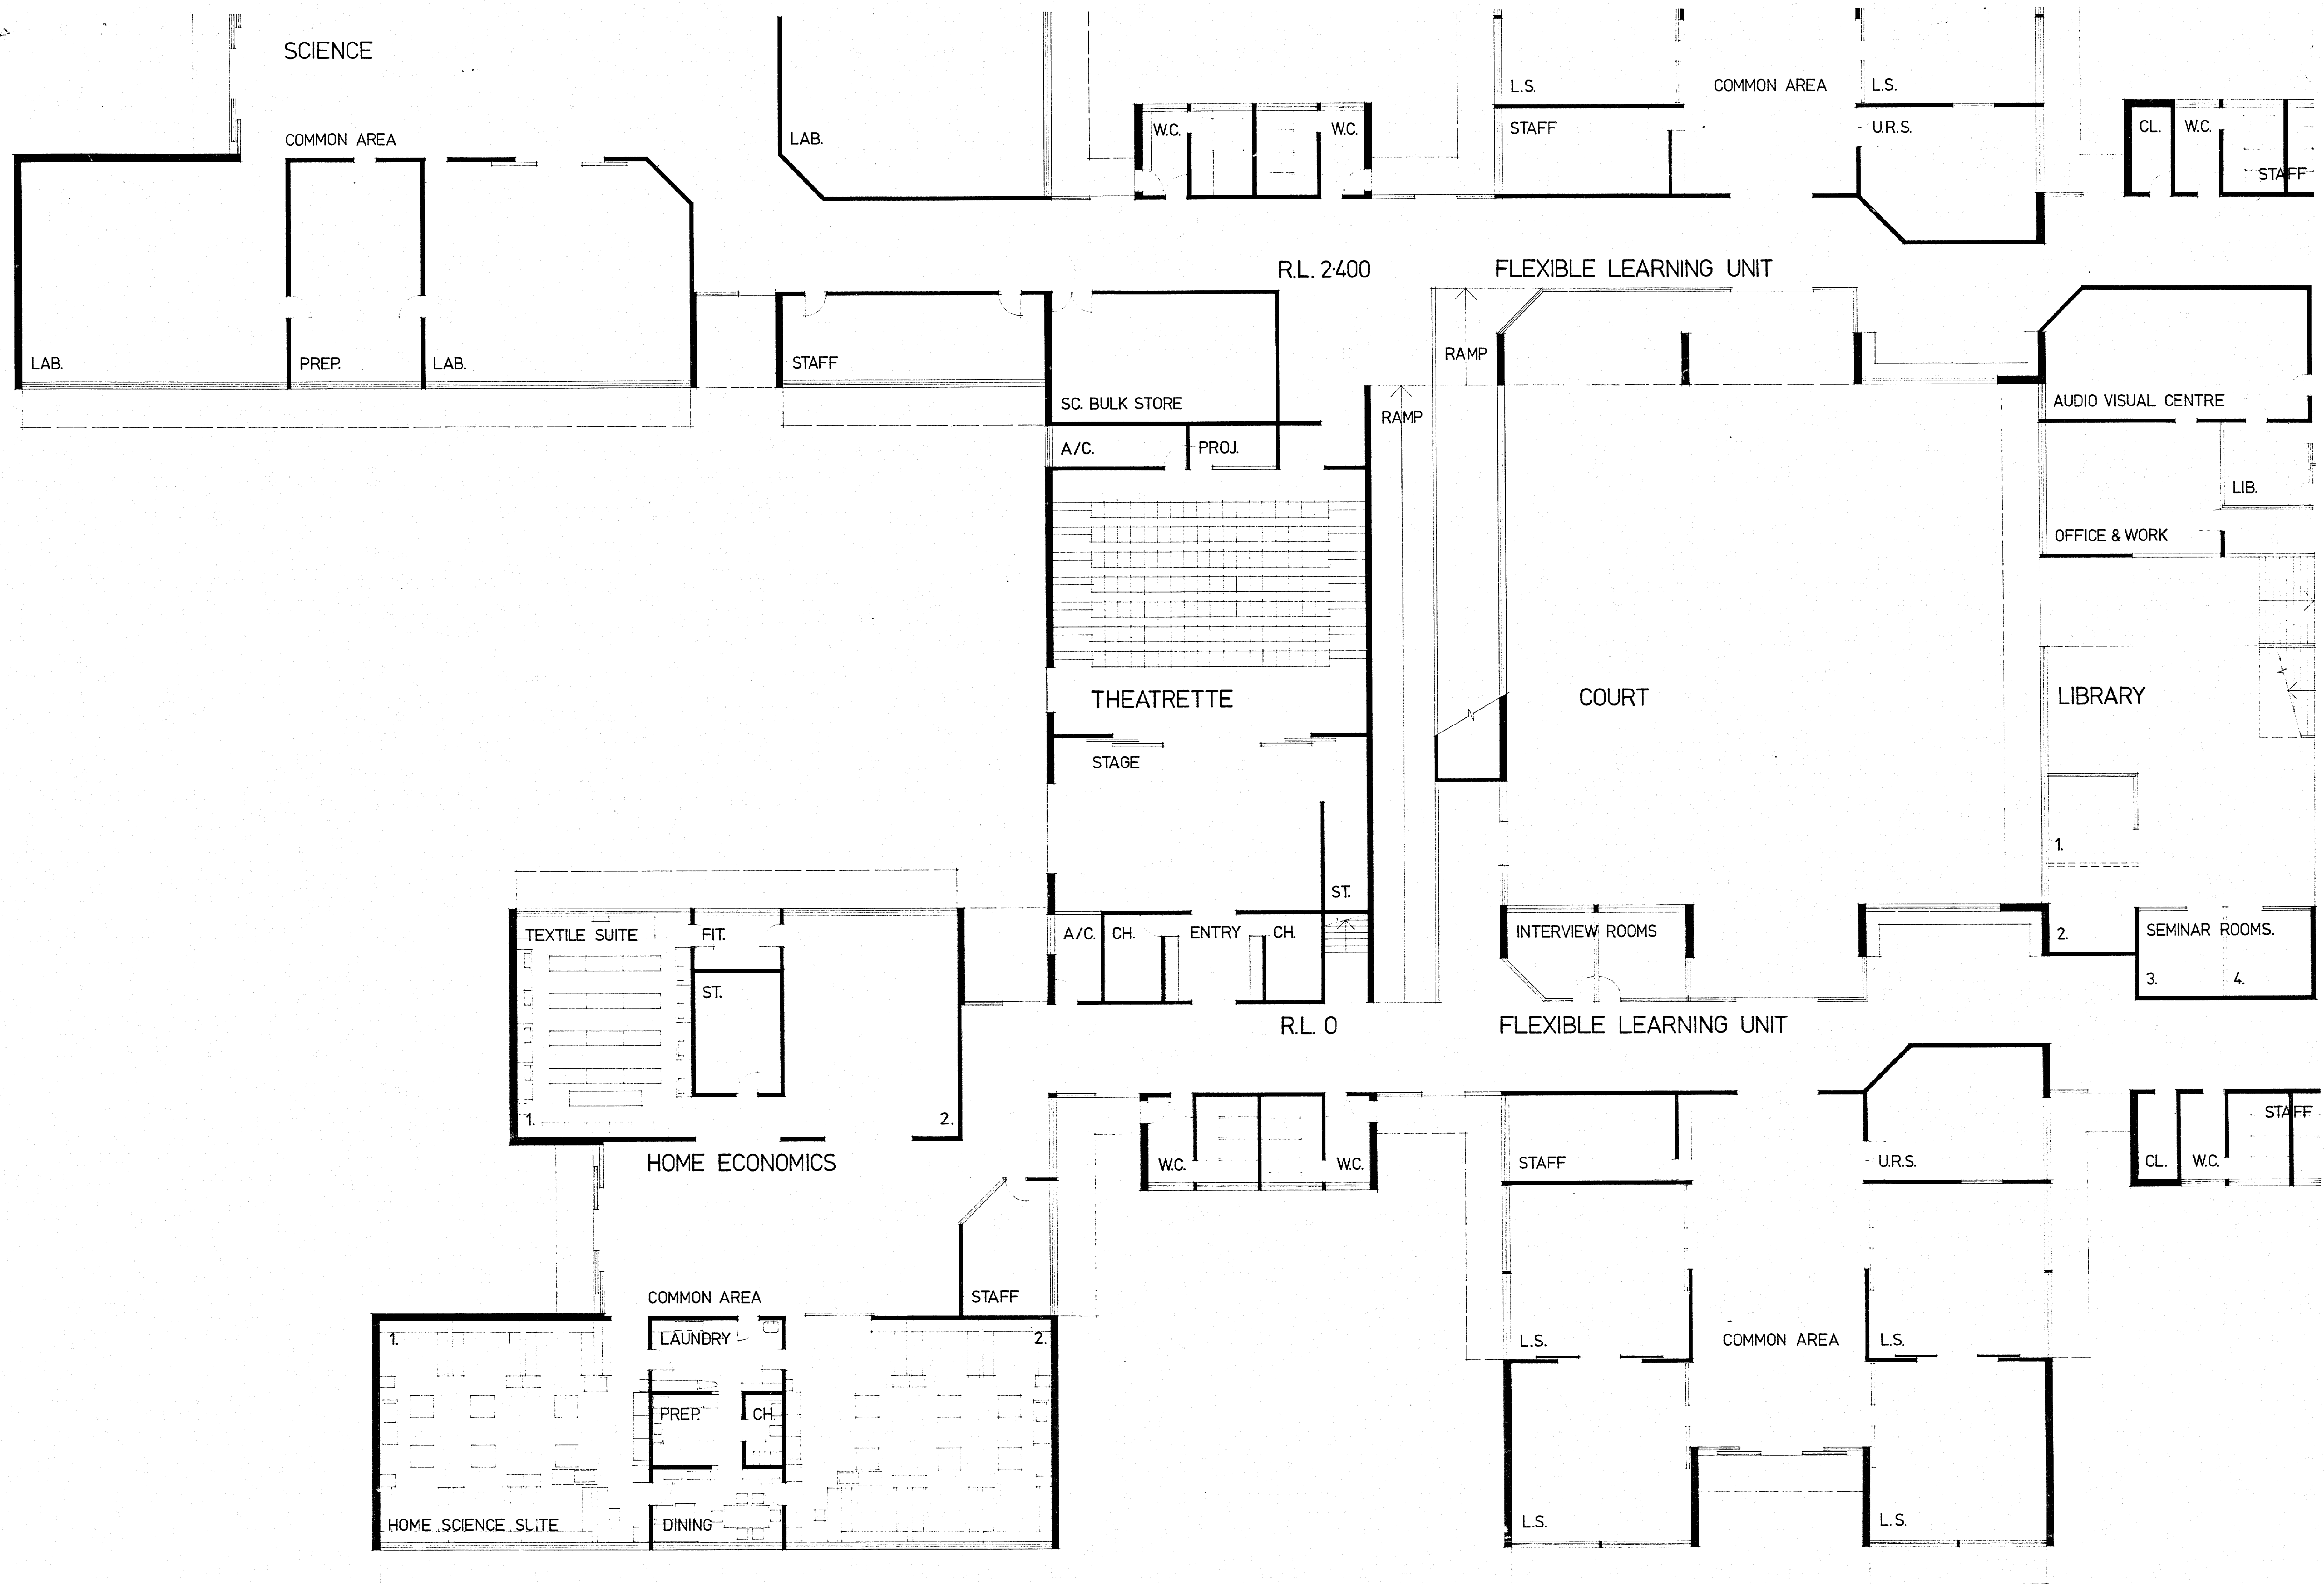 SCIENCE
COMMON AREA
LAB.
W.C.
W.C.
L.S.
COMMON AREA
L.S.
STAFF
U.R.S.
CL.
W.C.
STAFF
R.L. 2·400
FLEXIBLE LEARNING UNIT
LAB.
PREP.
LAB.
STAFF
SC. BULK STORE
RAMP
RAMP
AUDIO VISUAL CENTRE
A/C.
PROJ.
LIB.
OFFICE & WORK
THEATRETTE
COURT
LIBRARY
STAGE
1.
ST.
TEXTILE SUITE
FIT.
A/C.
CH.
ENTRY
CH.
INTERVIEW ROOMS
2.
SEMINAR ROOMS.
3.
4.
ST.
R.L. 0
FLEXIBLE LEARNING UNIT
1.
2.
HOME ECONOMICS
W.C.
W.C.
STAFF
U.R.S.
CL.
W.C.
STAFF
COMMON AREA
STAFF
1.
LAUNDRY
2.
L.S.
COMMON AREA
L.S.
PREP.
CH.
HOME SCIENCE SUITE
DINING
L.S.
L.S.